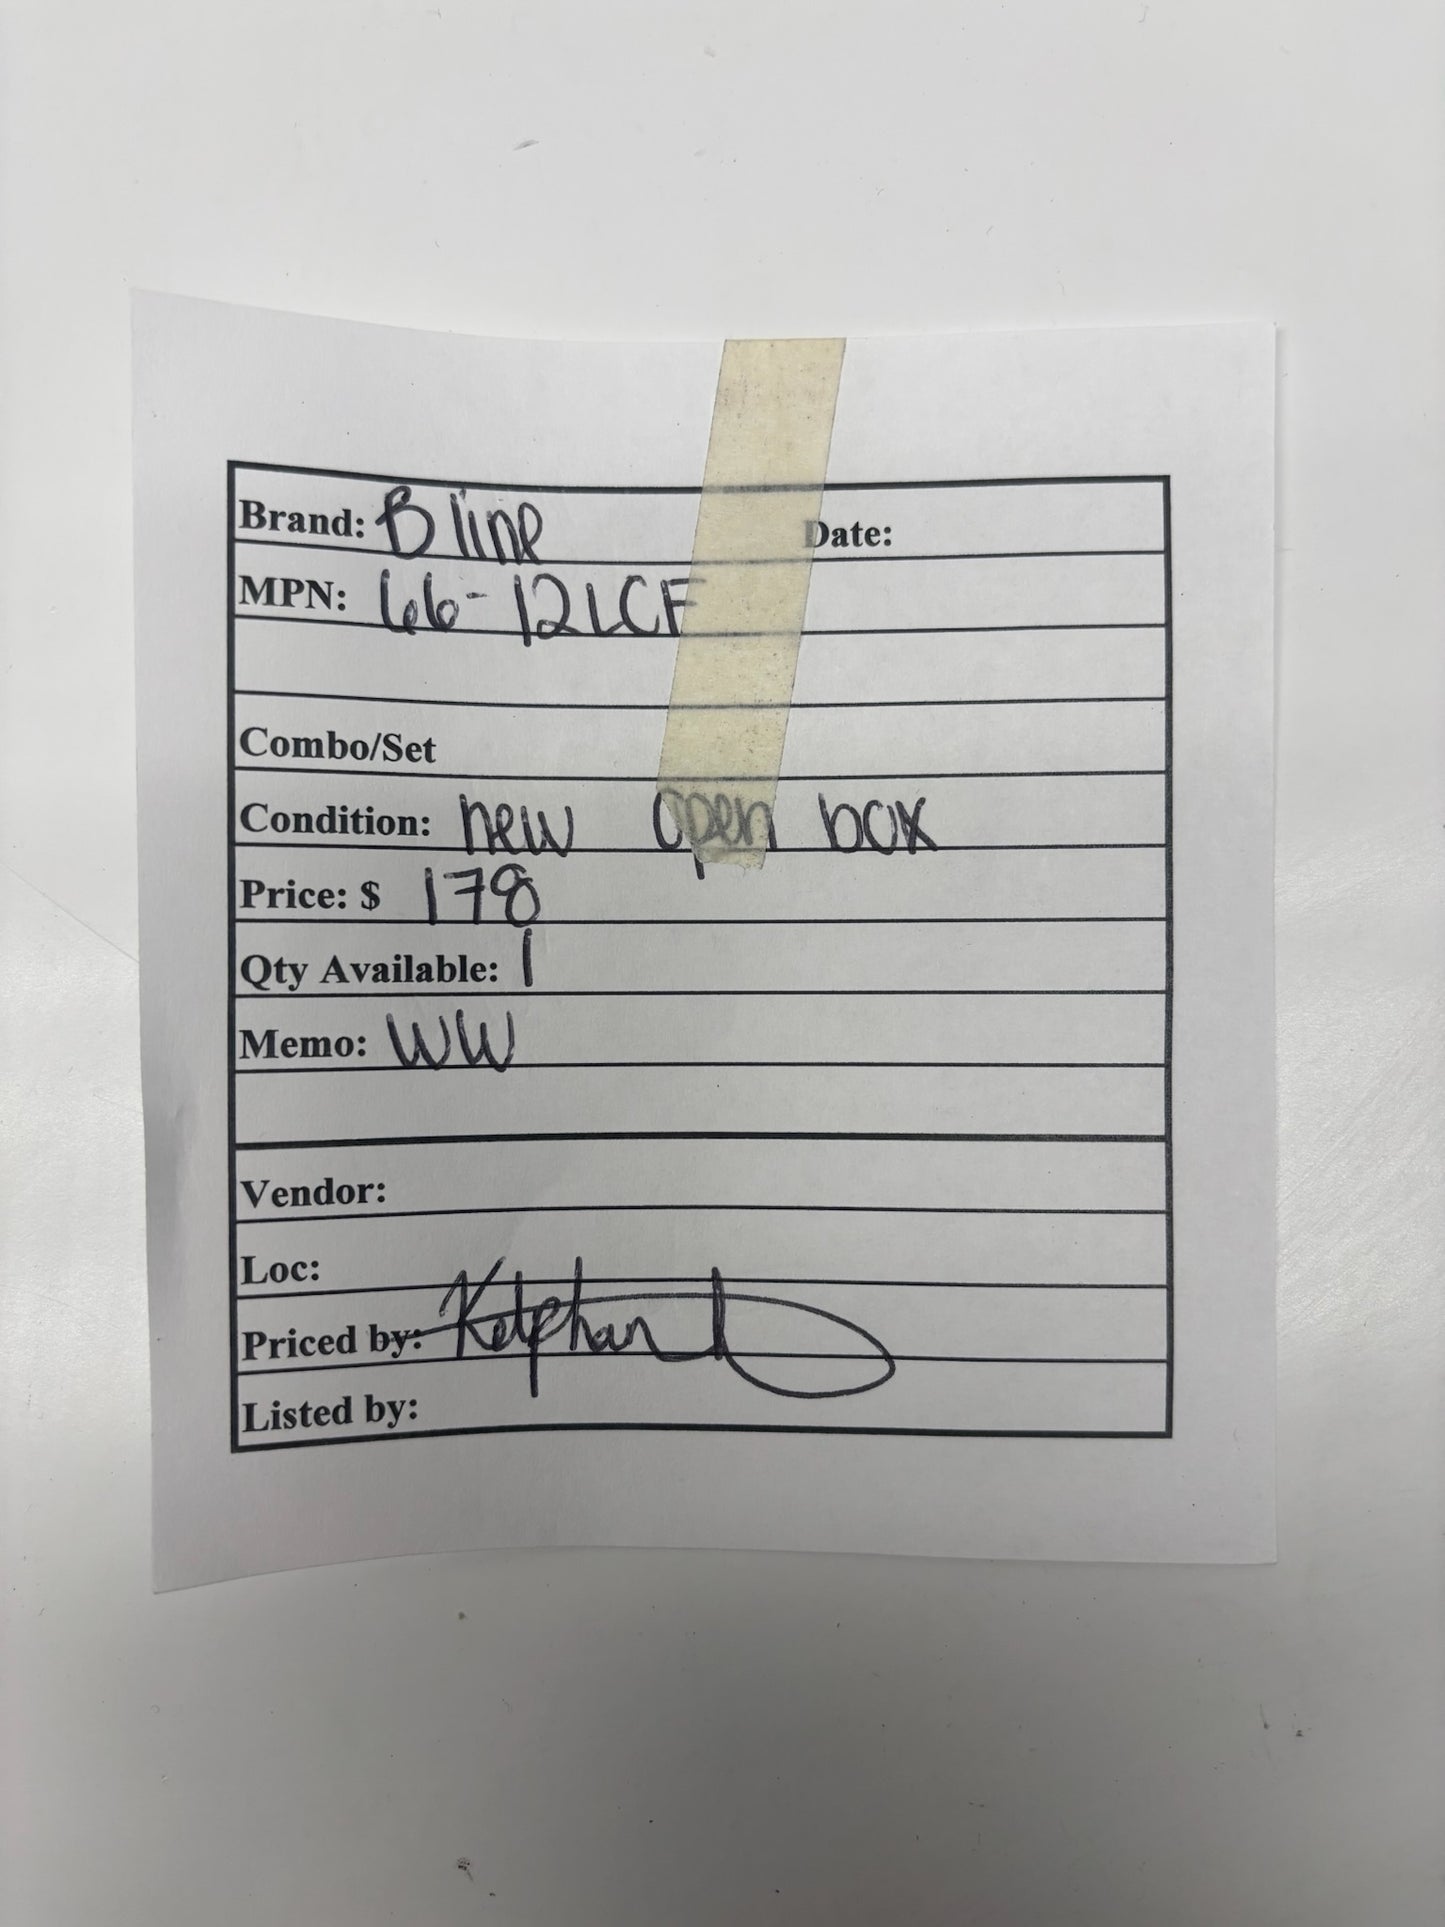 Brand: B line Date:
MPN: 66-12LCF
Combo/Set
Condition: new open box
Price: $ 178
Qty Available: 1
Memo: WW
Vendor:
Loc:
Priced by:
Listed by: